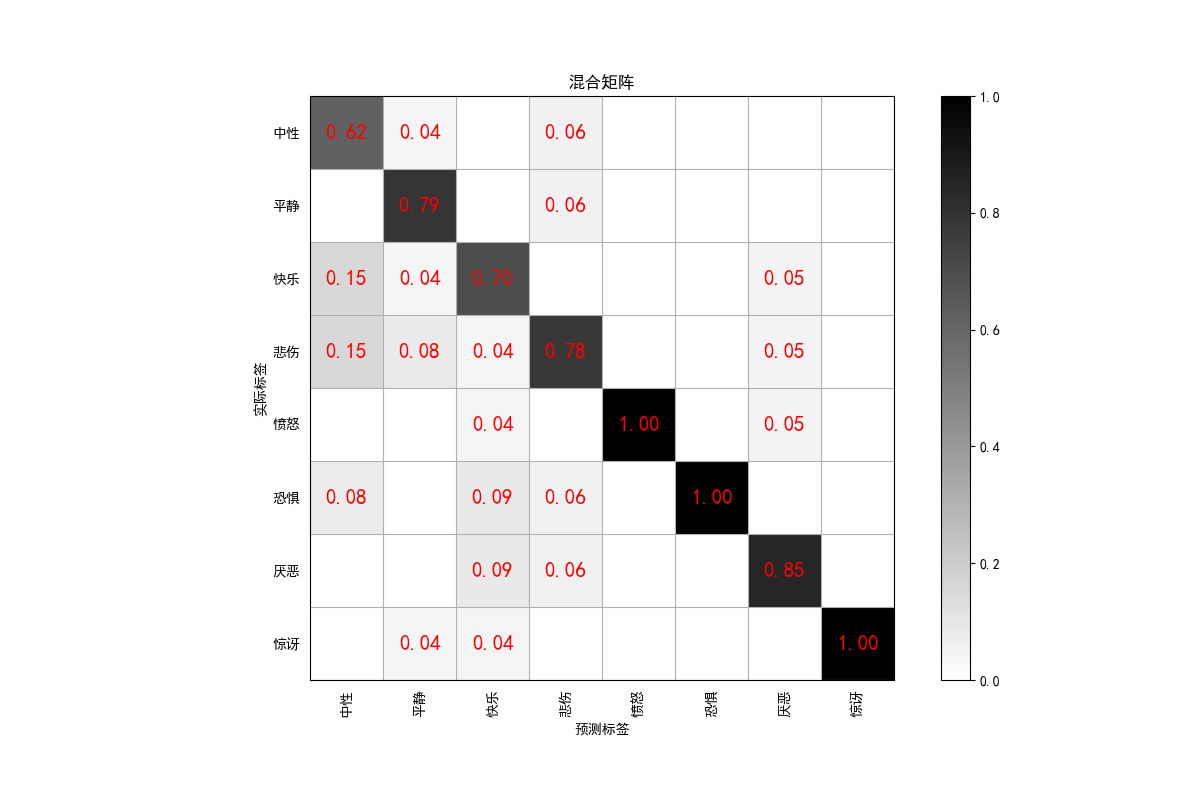 混合矩阵
1.0
中性 0.62 0.04 0.06
平静 0.79 0.06
0.8
快乐 0.15 0.04 0.70 0.05
0.6
悲伤 0.15 0.08 0.04 0.78 0.05
实际标签
愤怒 0.04 1.00 0.05
0.4
恐惧 0.08 0.09 0.06 1.00
厌恶 0.09 0.06 0.85
0.2
惊讶 0.04 0.04 1.00
0.0
中性 平静 快乐 悲伤 愤怒 恐惧 厌恶 惊讶
预测标签